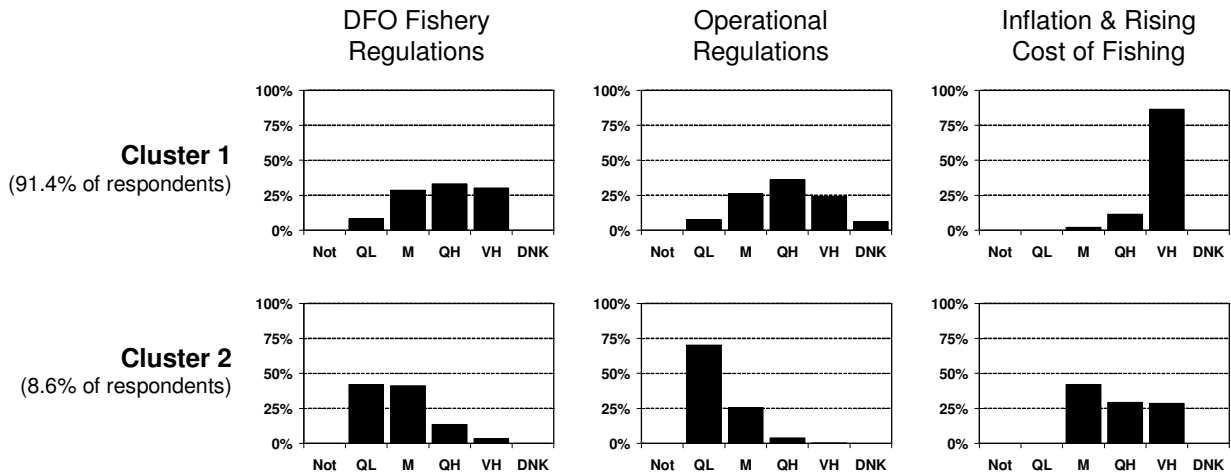 DFO Fishery
Regulations
Operational
Regulations
Inflation & Rising
Cost of Fishing
Cluster 1
(91.4% of respondents)
100%
75%
50%
25%
0%
Not QL M QH VH DNK
100%
75%
50%
25%
0%
Not QL M QH VH DNK
100%
75%
50%
25%
0%
Not QL M QH VH DNK
Cluster 2
(8.6% of respondents)
100%
75%
50%
25%
0%
Not QL M QH VH DNK
100%
75%
50%
25%
0%
Not QL M QH VH DNK
100%
75%
50%
25%
0%
Not QL M QH VH DNK